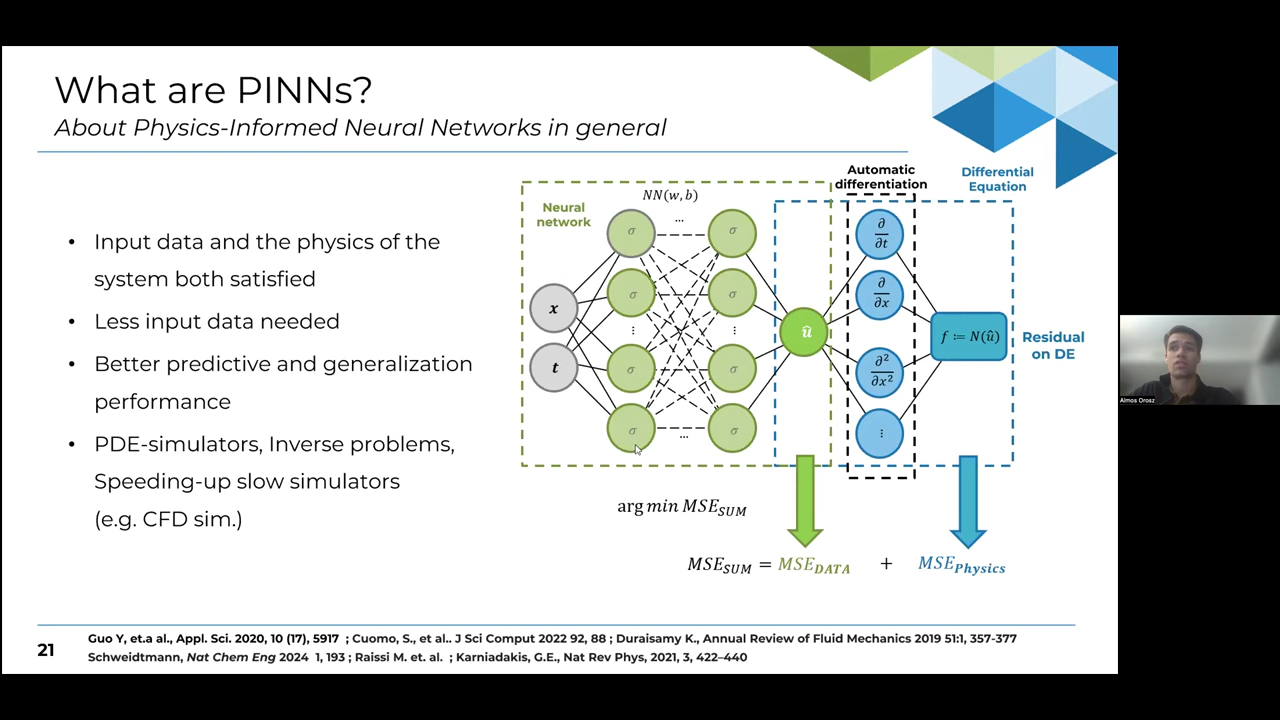 What are PINNs?
About Physics-Informed Neural Networks in general
• Input data and the physics of the
system both satisfied
• Less input data needed
• Better predictive and generalization
performance
• PDE-simulators, Inverse problems,
Speeding-up slow simulators
(e.g. CFD sim.)
Neural
network
NN(w, b)
Automatic
differentiation
Differential
Equation
x
t
σ ... σ
σ σ
⋮ ⋮
σ σ
σ ... σ
û
∂/∂t
∂/∂x
∂²/∂x²
⋮
f ≔ N(û)
Residual
on DE
arg min MSE_SUM
MSE_SUM = MSE_DATA + MSE_Physics
21
Guo Y, et.a al., Appl. Sci. 2020, 10 (17), 5917 ; Cuomo, S., et al.. J Sci Comput 2022 92, 88 ; Duraisamy K., Annual Review of Fluid Mechanics 2019 51:1, 357-377
Schweidtmann, Nat Chem Eng 2024 1, 193 ; Raissi M. et. al. ; Karniadakis, G.E., Nat Rev Phys, 2021, 3, 422–440
Almos Orosz